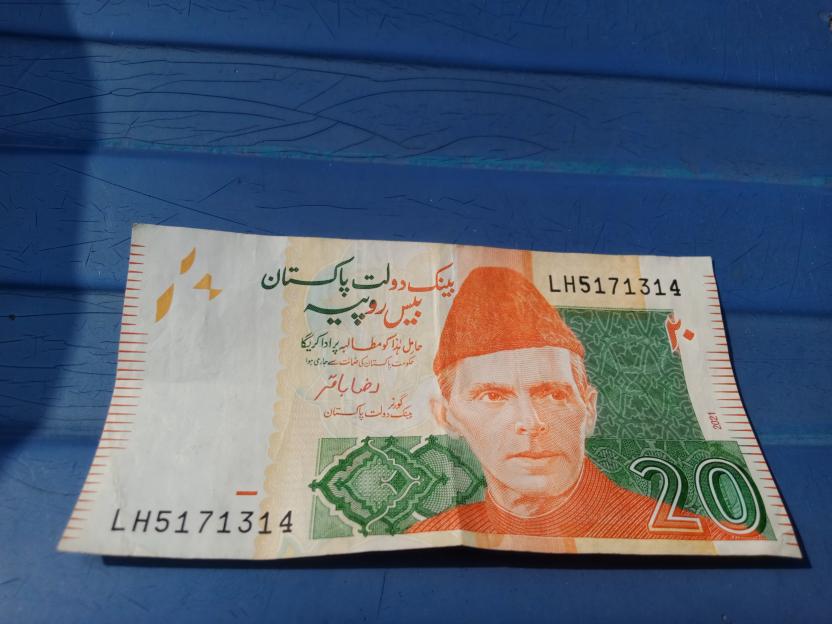 بینک دولت پاکستان
بیس روپیہ
LH5171314
۲۰
حامل ہٰذا کو مطالبہ پر ادا کریگا
حکومت پاکستان کی ضمانت سے جاری ہوا
رضا باقر
گورنر
بینک دولت پاکستان
2021
20
LH5171314